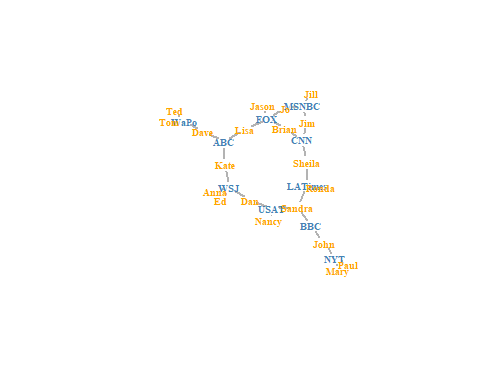 Jill
Jason
Jo
MSNBC
Ted
FOX
Tom
WaPo
Jim
Dave
Lisa
Brian
ABC
CNN
Kate
Sheila
WSJ
LATimes
Anna
Ed
Dan
USAT
Sandra
Nancy
BBC
John
NYT
Paul
Mary